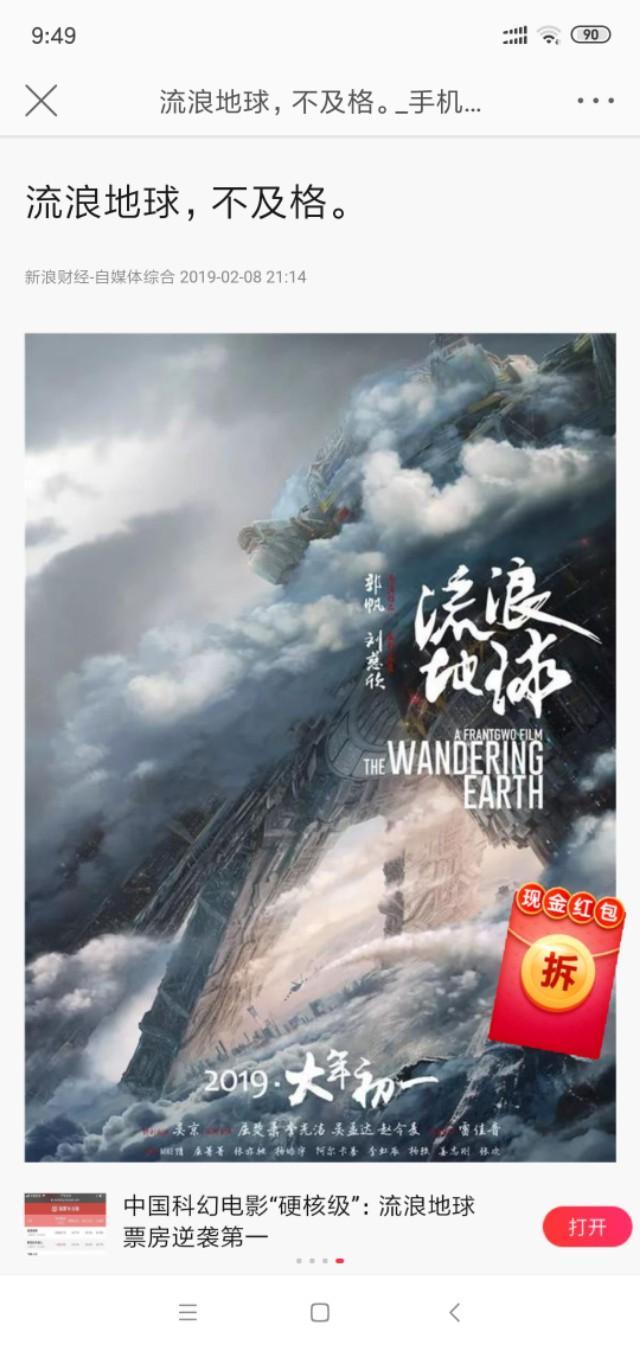 9:49
90
流浪地球，不及格。_手机...
流浪地球，不及格。
新浪财经-自媒体综合 2019-02-08 21:14
郭帆
刘慈欣
流浪
地球
A FRANTGWO FILM
THE WANDERING
EARTH
现金红包
拆
2019·大年初一
吴京 屈楚萧 李光洁 吴孟达 赵今麦 雷佳音
中国科幻电影“硬核级”：流浪地球
票房逆袭第一
打开